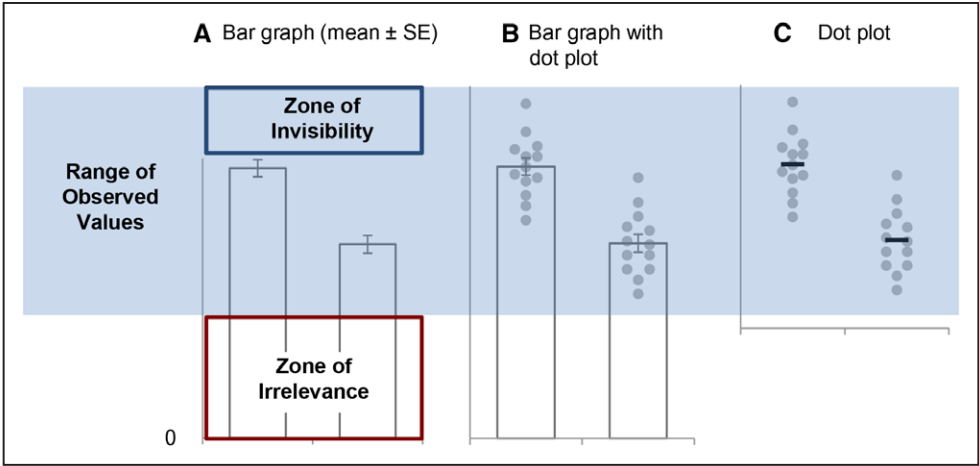 A Bar graph (mean ± SE)
B Bar graph with
dot plot
C Dot plot
Zone of
Invisibility
Range of
Observed
Values
Zone of
Irrelevance
0